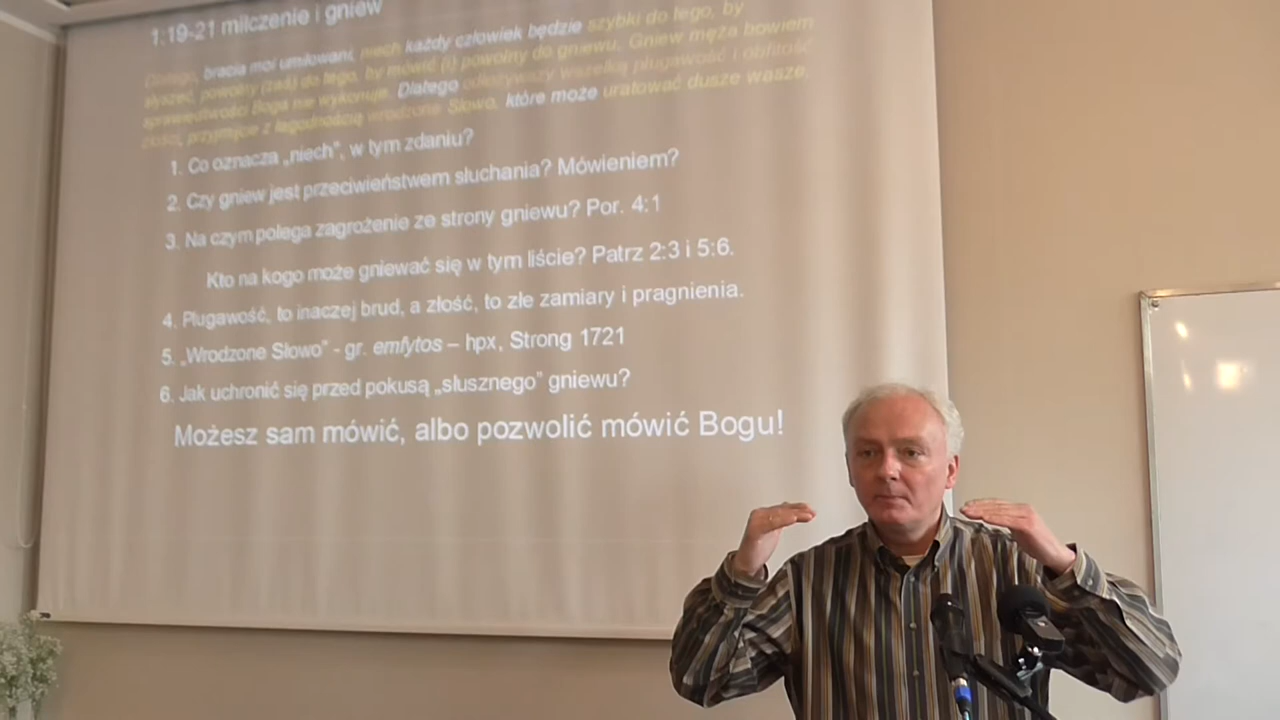 1:19-21 milczenie i gniew
Dlatego, bracia moi umiłowani, niech każdy człowiek będzie szybki do tego, by
słyszeć, powolny (zaś) do tego, by mówić (i) powolny do gniewu. Gniew męża bowiem
sprawiedliwości Boga nie wykonuje. Dlatego odłożywszy wszelką plugawość i obfitość
złości, przyjmijcie z łagodnością wrodzone Słowo, które może uratować dusze wasze.
1. Co oznacza „niech”, w tym zdaniu?
2. Czy gniew jest przeciwieństwem słuchania? Mówieniem?
3. Na czym polega zagrożenie ze strony gniewu? Por. 4:1
Kto na kogo może gniewać się w tym liście? Patrz 2:3 i 5:6.
4. Plugawość, to inaczej brud, a złość, to złe zamiary i pragnienia.
5. „Wrodzone Słowo” - gr. emfytos – hpx, Strong 1721
6. Jak uchronić się przed pokusą „słusznego” gniewu?
Możesz sam mówić, albo pozwolić mówić Bogu!